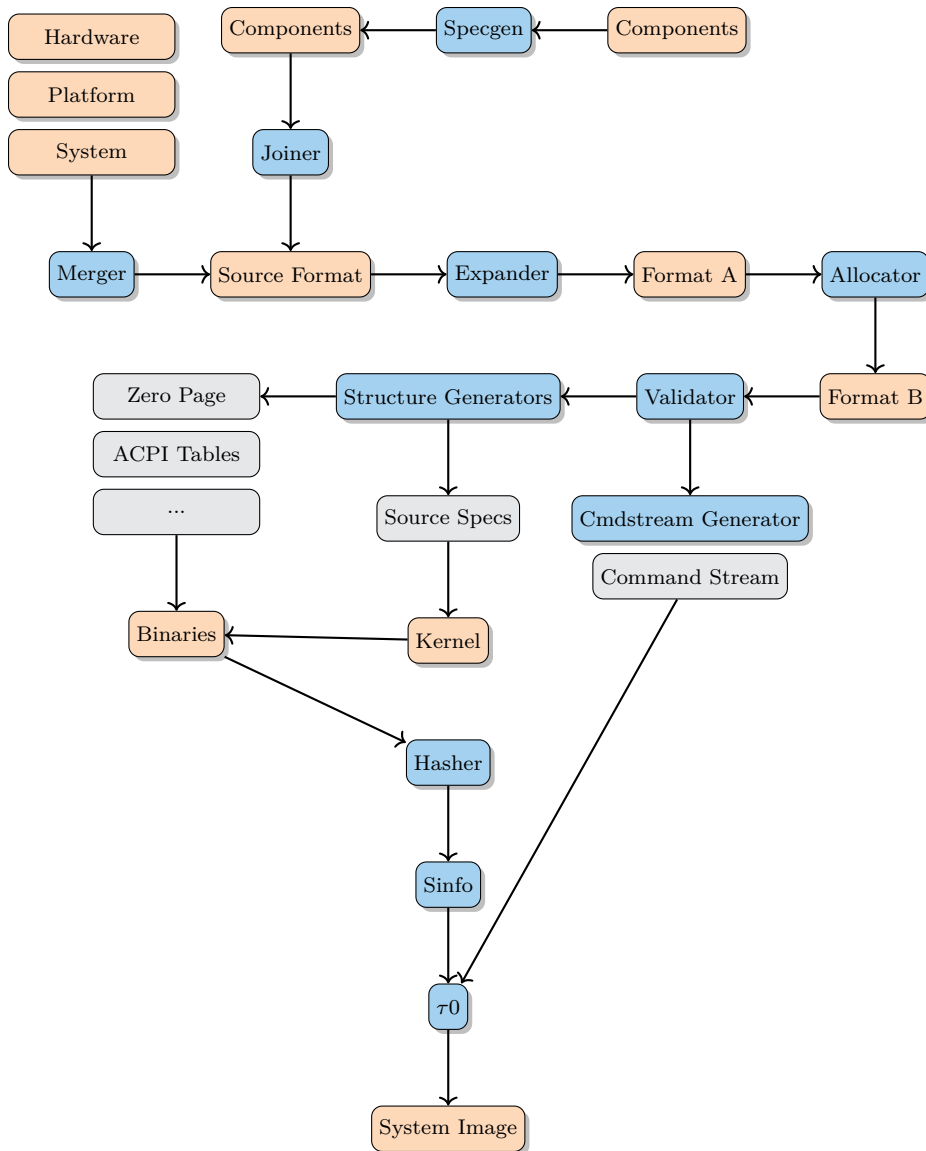 Hardware
Components
Specgen
Components
Platform
System
Joiner
Merger
Source Format
Expander
Format A
Allocator
Zero Page
Structure Generators
Validator
Format B
ACPI Tables
...
Source Specs
Cmdstream Generator
Command Stream
Binaries
Kernel
Hasher
Sinfo
τ0
System Image